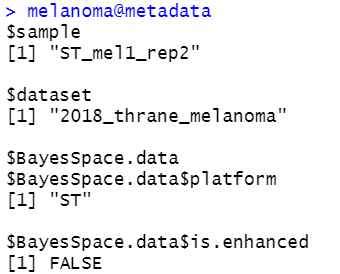 > melanoma@metadata
$sample
[1] "ST_mel1_rep2"

$dataset
[1] "2018_thrane_melanoma"

$BayesSpace.data
$BayesSpace.data$platform
[1] "ST"

$BayesSpace.data$is.enhanced
[1] FALSE